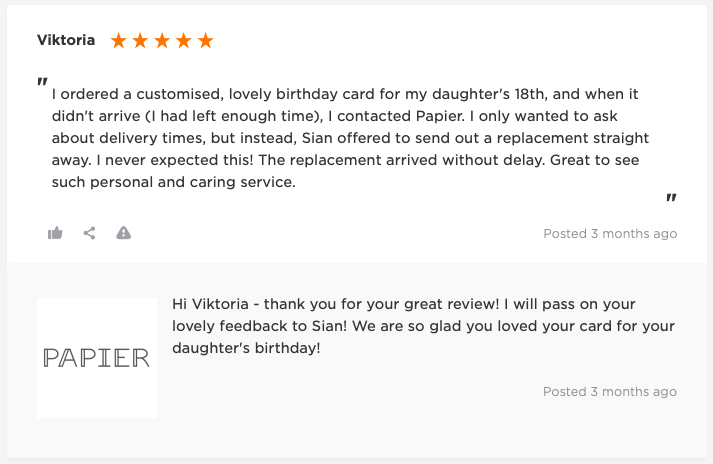 Viktoria
"
I ordered a customised, lovely birthday card for my daughter's 18th, and when it
didn't arrive (I had left enough time), I contacted Papier. I only wanted to ask
about delivery times, but instead, Sian offered to send out a replacement straight
away. I never expected this! The replacement arrived without delay. Great to see
such personal and caring service.
"
Posted 3 months ago
Hi Viktoria - thank you for your great review! I will pass on your
lovely feedback to Sian! We are so glad you loved your card for your
daughter's birthday!
PAPIER
Posted 3 months ago